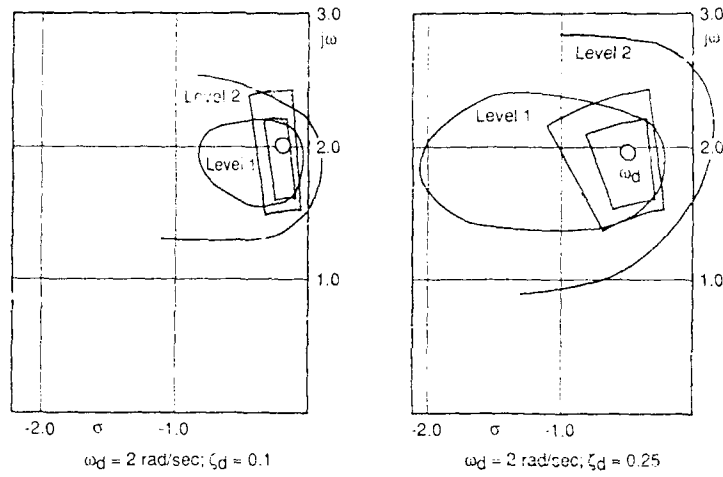 3.0
jω
Level 2
Level 1
2.0
1.0
-2.0 σ -1.0
ωd = 2 rad/sec; ζd = 0.1
3.0
jω
Level 2
Level 1
2.0
ωd
1.0
-2.0 σ -1.0
ωd = 2 rad/sec; ζd = 0.25